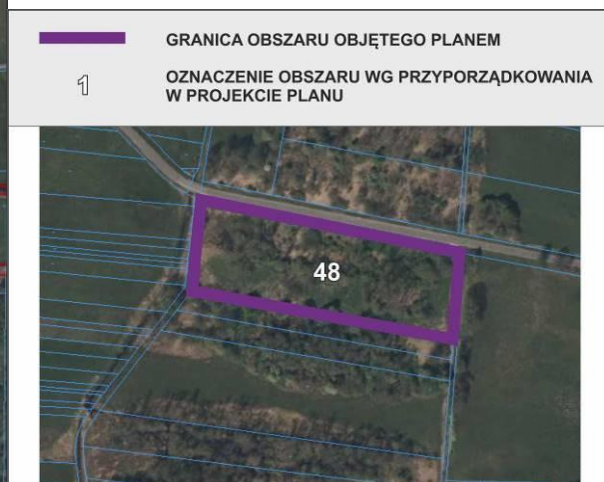 GRANICA OBSZARU OBJĘTEGO PLANEM
1 OZNACZENIE OBSZARU WG PRZYPORZĄDKOWANIA
W PROJEKCIE PLANU
48